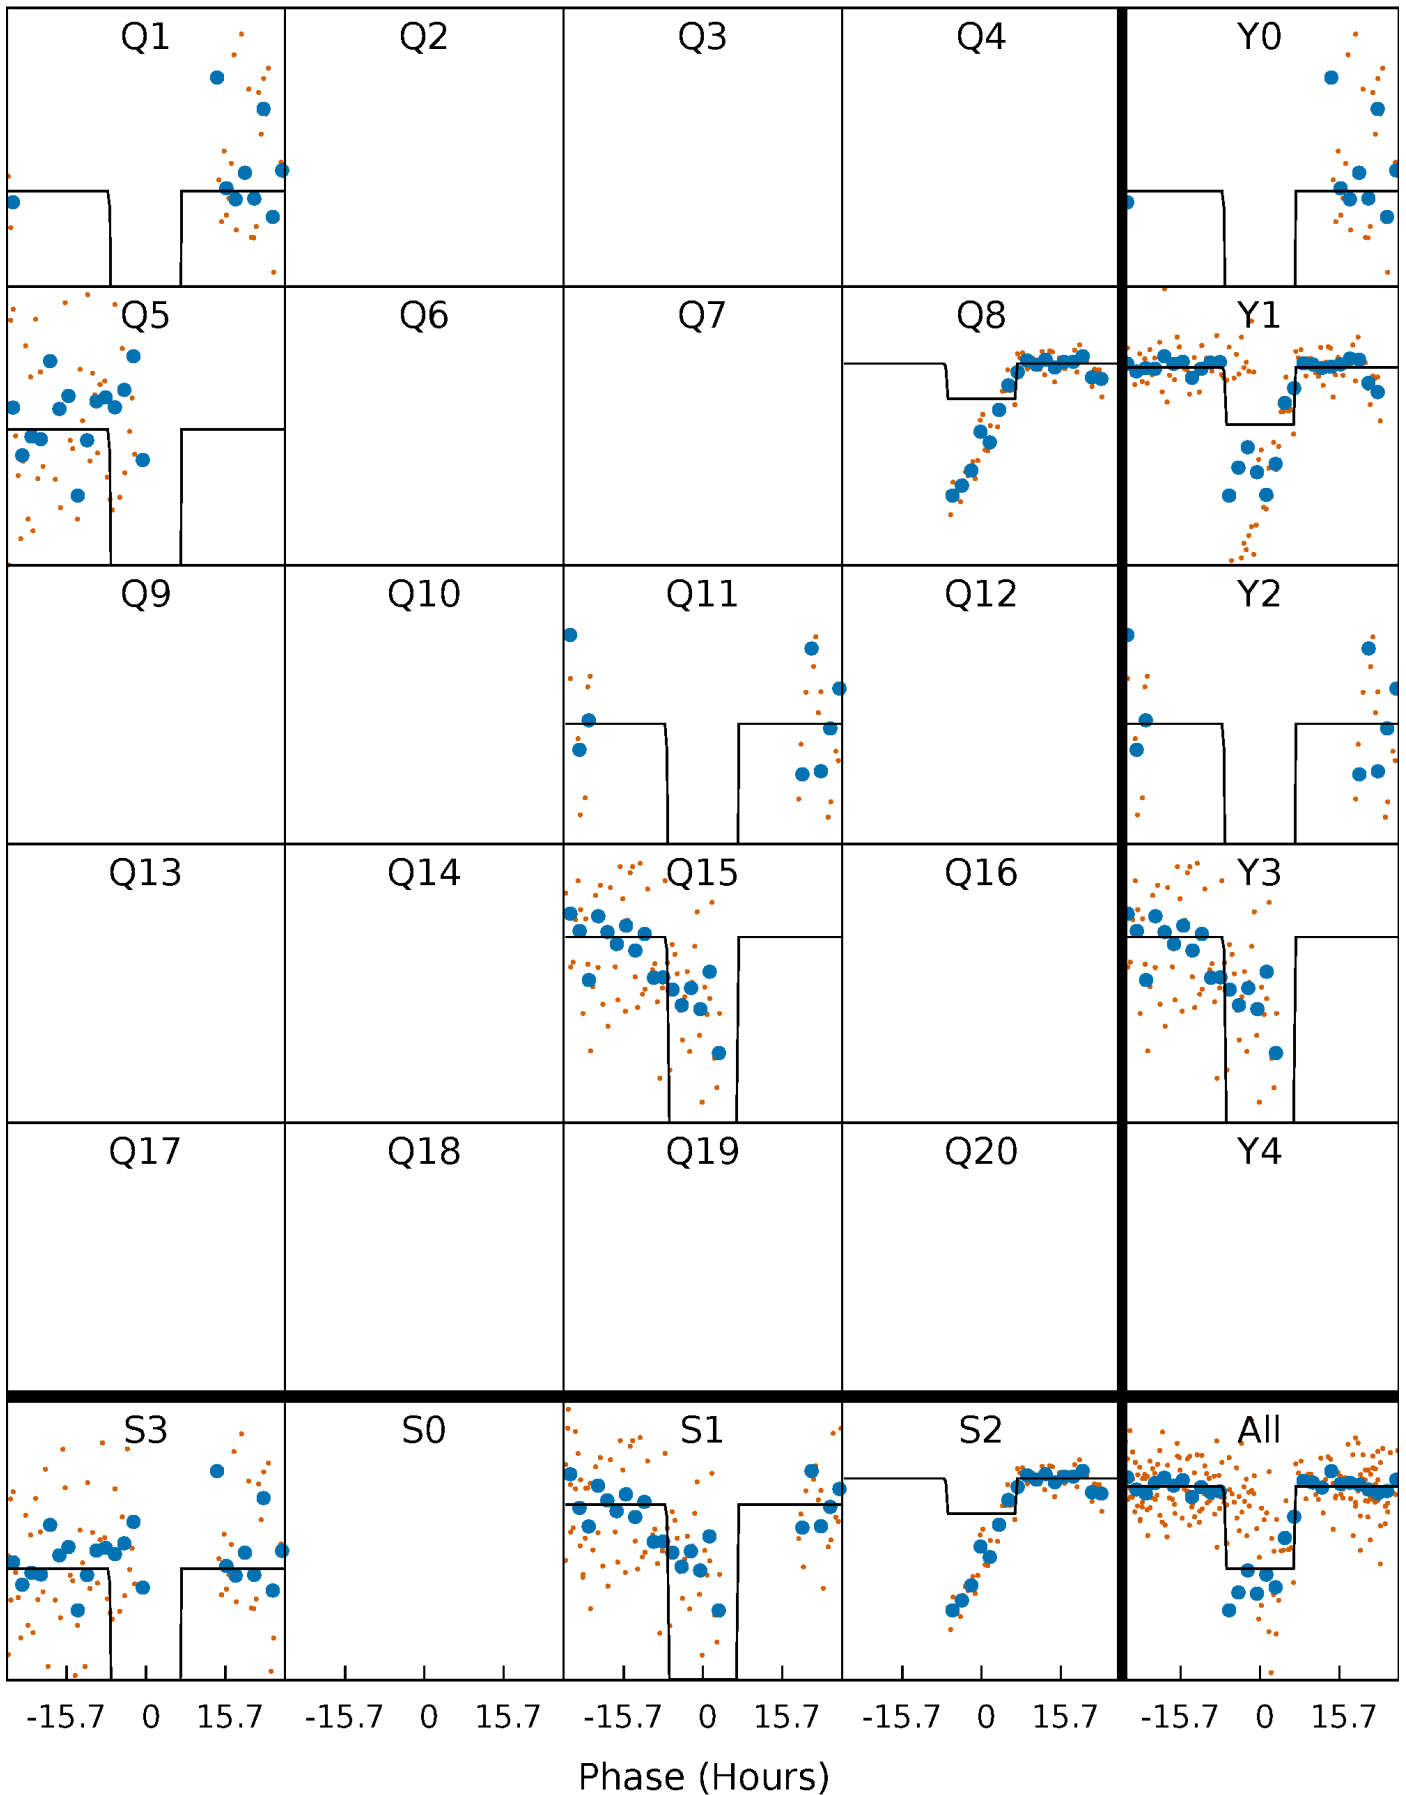 Q1 Q2 Q3 Q4 Y0
Q5 Q6 Q7 Q8 Y1
Q9 Q10 Q11 Q12 Y2
Q13 Q14 Q15 Q16 Y3
Q17 Q18 Q19 Q20 Y4
S3 S0 S1 S2 All
-15.7 0 15.7 -15.7 0 15.7 -15.7 0 15.7 -15.7 0 15.7 -15.7 0 15.7
Phase (Hours)